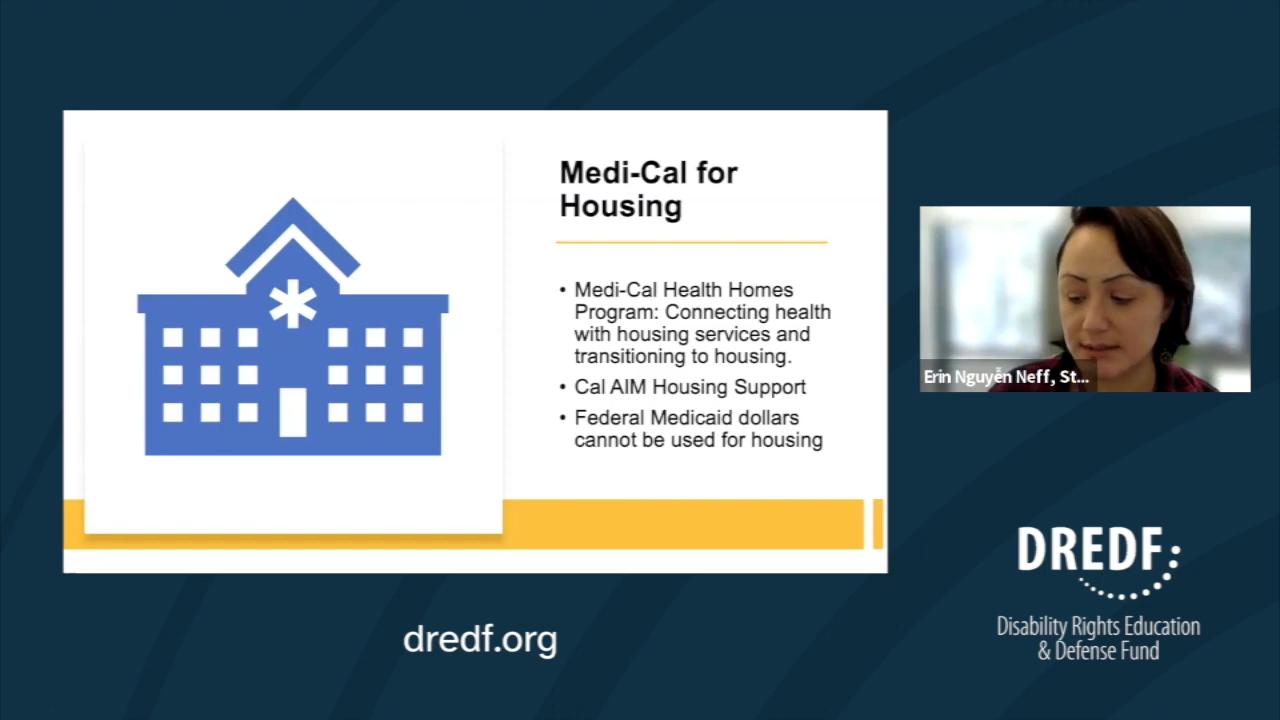 Medi-Cal for
Housing
• Medi-Cal Health Homes
Program: Connecting health
with housing services and
transitioning to housing.
• Cal AIM Housing Support
• Federal Medicaid dollars
cannot be used for housing
Erin Nguyễn Neff, St...
dredf.org
DREDF:
Disability Rights Education
& Defense Fund